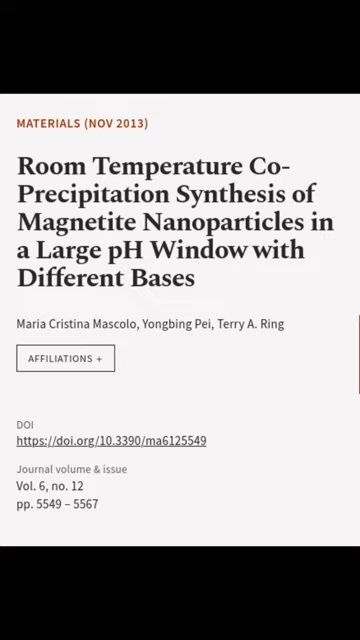 MATERIALS (NOV 2013)
Room Temperature Co-
Precipitation Synthesis of
Magnetite Nanoparticles in
a Large pH Window with
Different Bases
Maria Cristina Mascolo, Yongbing Pei, Terry A. Ring
AFFILIATIONS +
DOI
https://doi.org/10.3390/ma6125549
Journal volume & issue
Vol. 6, no. 12
pp. 5549 – 5567